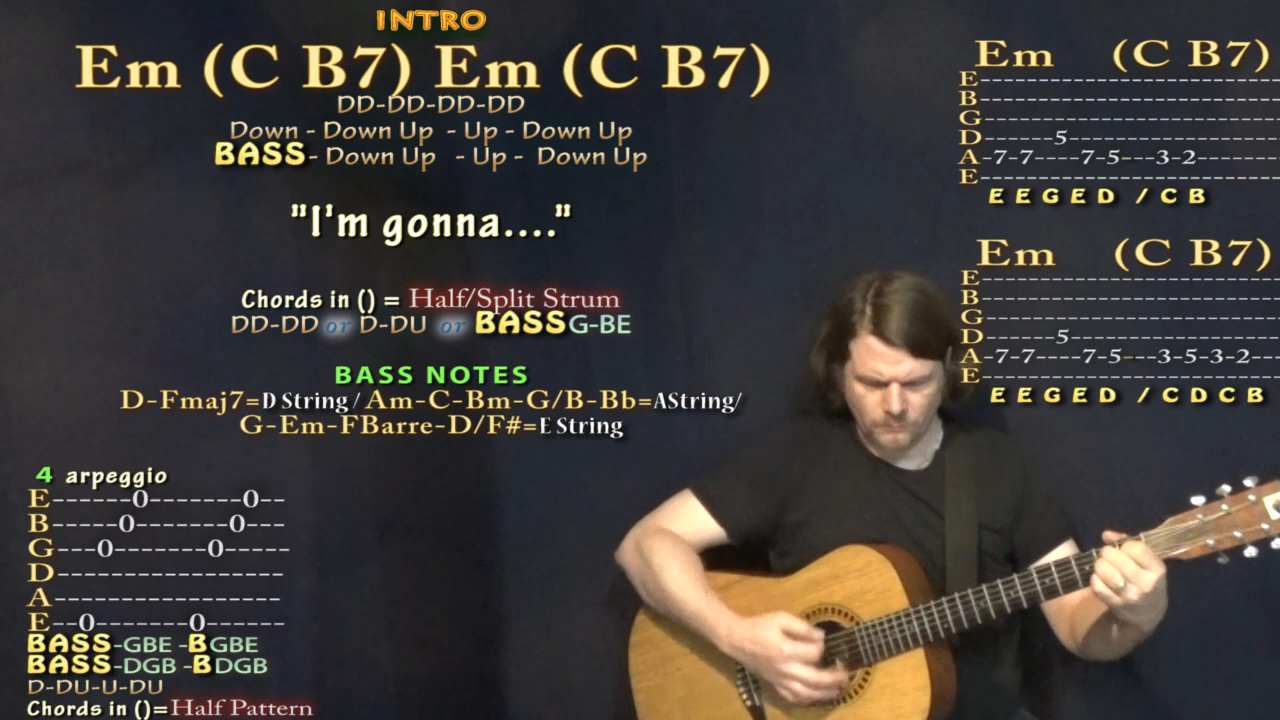 INTRO
Em (C B7) Em (C B7)
DD-DD-DD-DD
Down - Down Up - Up - Down Up
BASS - Down Up - Up - Down Up
"I'm gonna...."
Chords in () = Half/Split Strum
DD-DD or D-DU or BASS G-BE
BASS NOTES
D-Fmaj7=D String / Am-C-Bm-G/B-Bb=AString/
G-Em-FBarre-D/F#=E String
4 arpeggio
E------0-------0--
B-----0-------0---
G---0-------0-----
D-----------------
A-----------------
E--0-------0------
BASS-GBE -BGBE
BASS-DGB -BDGB
D-DU-U-DU
Chords in ()=Half Pattern
Em (C B7)
E--------------------
B--------------------
G--------------------
D------5-------------
A-7-7----7-5---3-2---
E--------------------
E E G E D / C B
Em (C B7)
E--------------------
B--------------------
G--------------------
D------5-------------
A-7-7----7-5---3-5-3-2--
E--------------------
E E G E D / C D C B